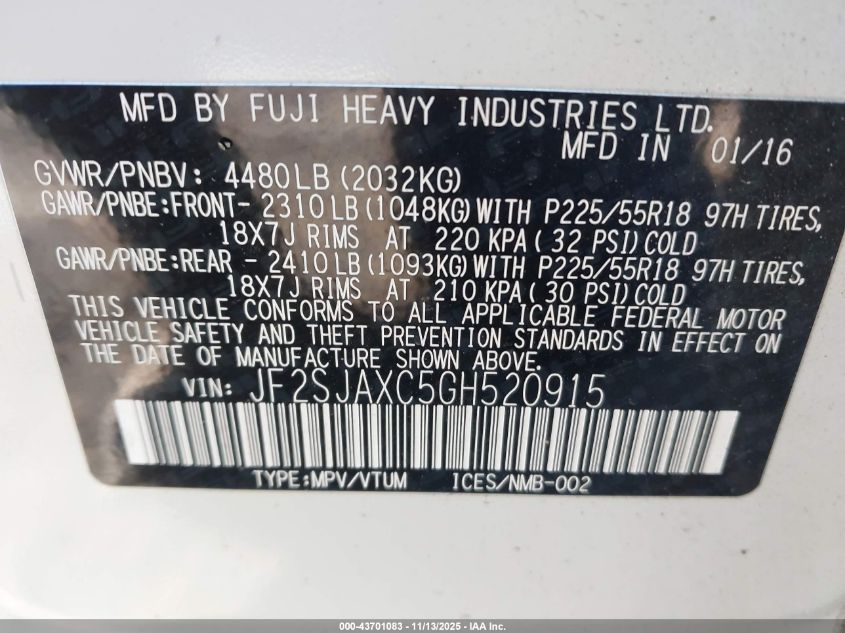 MFD BY FUJI HEAVY INDUSTRIES LTD.
MFD IN 01/16
GVWR/PNBV: 4480LB (2032KG)
GAWR/PNBE:FRONT- 2310 LB (1048KG) WITH P225/55R18 97H TIRES,
18X7J RIMS AT 220 KPA ( 32 PSI) COLD
GAWR/PNBE:REAR - 2410 LB (1093KG) WITH P225/55R18 97H TIRES,
18X7J RIMS AT 210 KPA ( 30 PSI) COLD
THIS VEHICLE CONFORMS TO ALL APPLICABLE FEDERAL MOTOR
VEHICLE SAFETY AND THEFT PREVENTION STANDARDS IN EFFECT ON
THE DATE OF MANUFACTURE SHOWN ABOVE.
VIN: JF2SJAXC5GH520915
TYPE:MPV/VTUM ICES/NMB-002
000-43701083 - 11/13/2025 - IAA Inc.